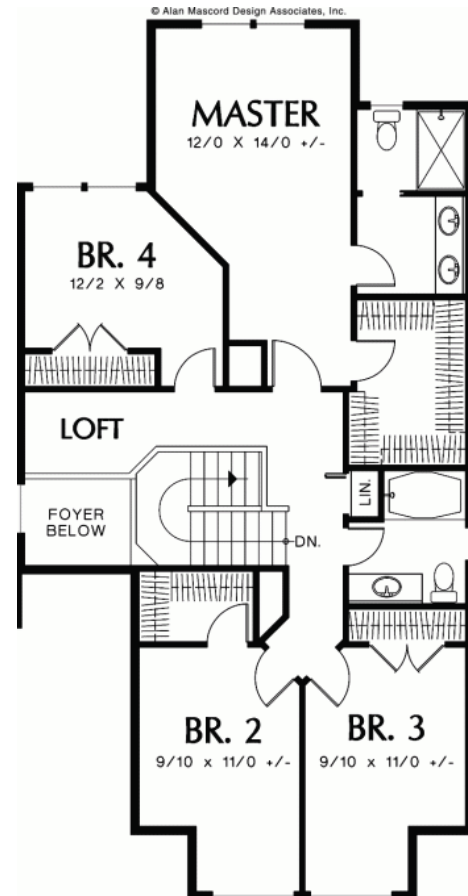 © Alan Mascord Design Associates, Inc.
MASTER
12/0 X 14/0 +/-
BR. 4
12/2 X 9/8
LOFT
LIN.
FOYER
BELOW
DN.
BR. 2
9/10 x 11/0 +/-
BR. 3
9/10 x 11/0 +/-